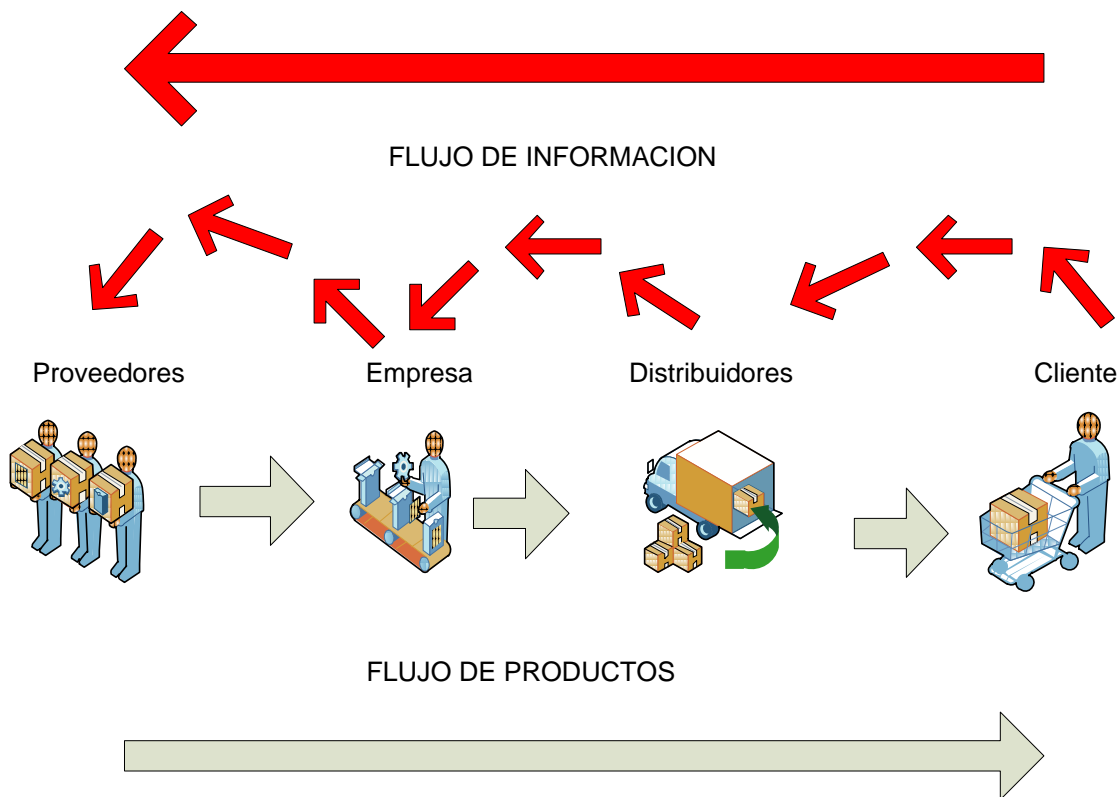 FLUJO DE INFORMACION
Proveedores Empresa Distribuidores Cliente
FLUJO DE PRODUCTOS